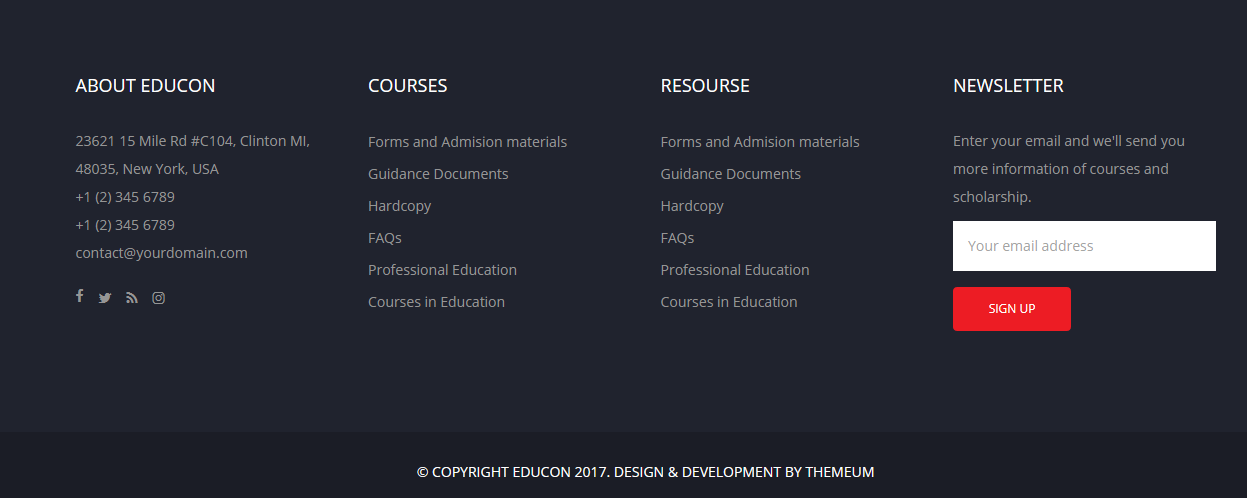 ABOUT EDUCON
23621 15 Mile Rd #C104, Clinton MI,
48035, New York, USA
+1 (2) 345 6789
+1 (2) 345 6789
contact@yourdomain.com
COURSES
Forms and Admision materials
Guidance Documents
Hardcopy
FAQs
Professional Education
Courses in Education
RESOURSE
Forms and Admision materials
Guidance Documents
Hardcopy
FAQs
Professional Education
Courses in Education
NEWSLETTER
Enter your email and we'll send you
more information of courses and
scholarship.
Your email address
SIGN UP
© COPYRIGHT EDUCON 2017. DESIGN & DEVELOPMENT BY THEMEUM